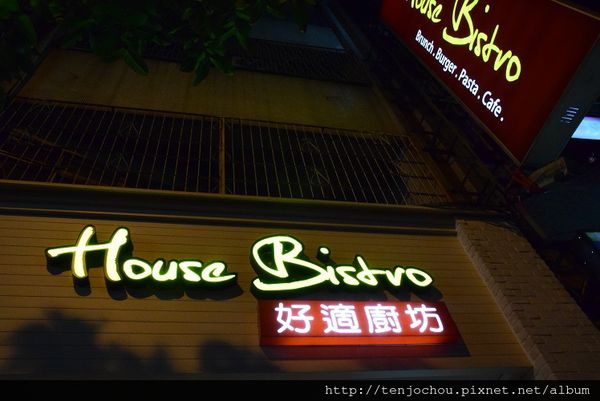 House Bistro
Brunch . Burger . Pasta . Cafe .
House Bistro
好適廚坊
http://tenjochou.pixnet.net/album